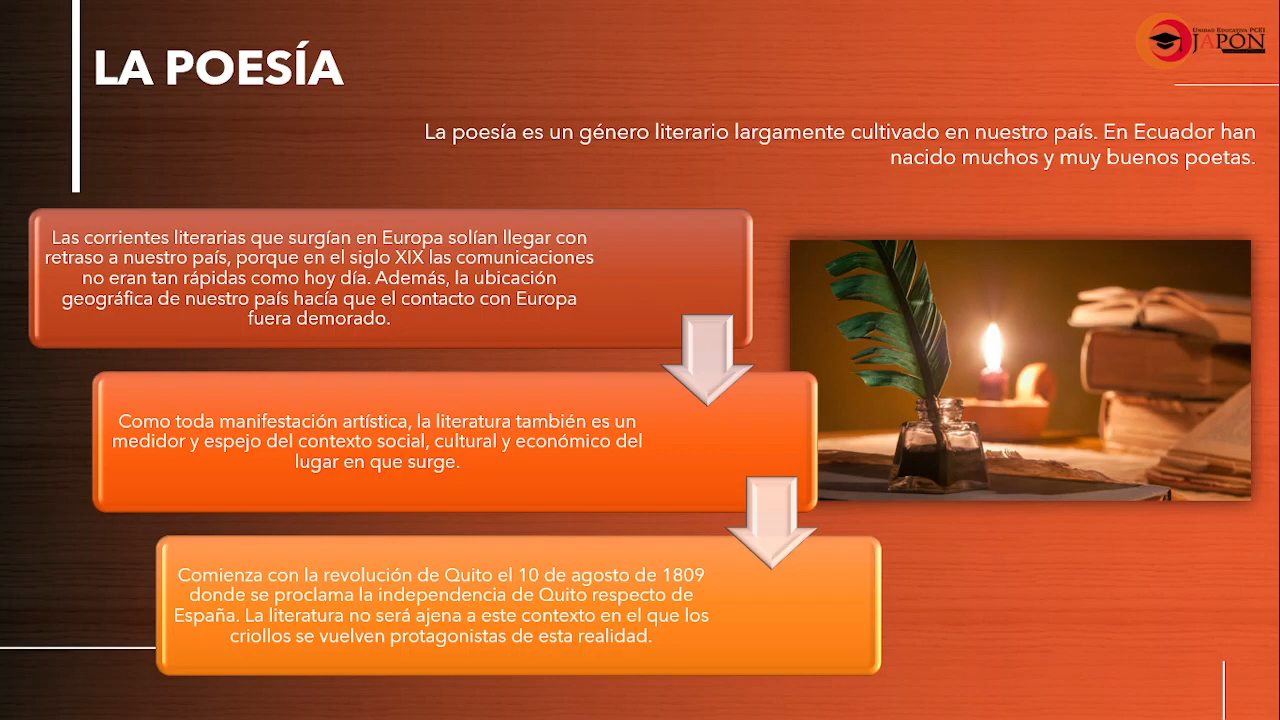 LA POESÍA
Unidad Educativa PCEI
JAPÓN
La poesía es un género literario largamente cultivado en nuestro país. En Ecuador han
nacido muchos y muy buenos poetas.
Las corrientes literarias que surgían en Europa solían llegar con
retraso a nuestro país, porque en el siglo XIX las comunicaciones
no eran tan rápidas como hoy día. Además, la ubicación
geográfica de nuestro país hacía que el contacto con Europa
fuera demorado.
Como toda manifestación artística, la literatura también es un
medidor y espejo del contexto social, cultural y económico del
lugar en que surge.
Comienza con la revolución de Quito el 10 de agosto de 1809
donde se proclama la independencia de Quito respecto de
España. La literatura no será ajena a este contexto en el que los
criollos se vuelven protagonistas de esta realidad.